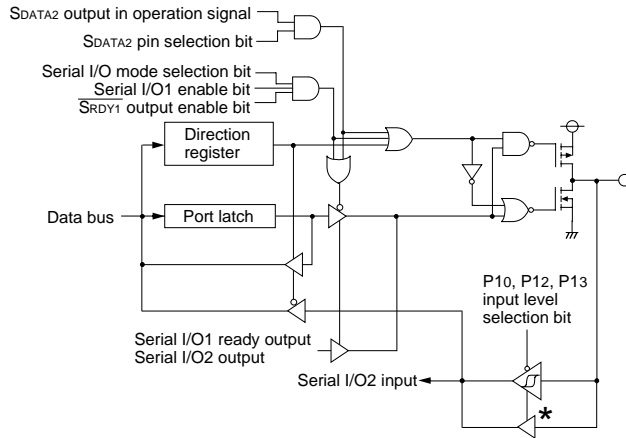 SDATA2 output in operation signal
SDATA2 pin selection bit
Serial I/O mode selection bit
Serial I/O1 enable bit
SRDY1 output enable bit
Direction
register
Data bus
Port latch
P10, P12, P13
input level
selection bit
Serial I/O1 ready output
Serial I/O2 output
Serial I/O2 input
*